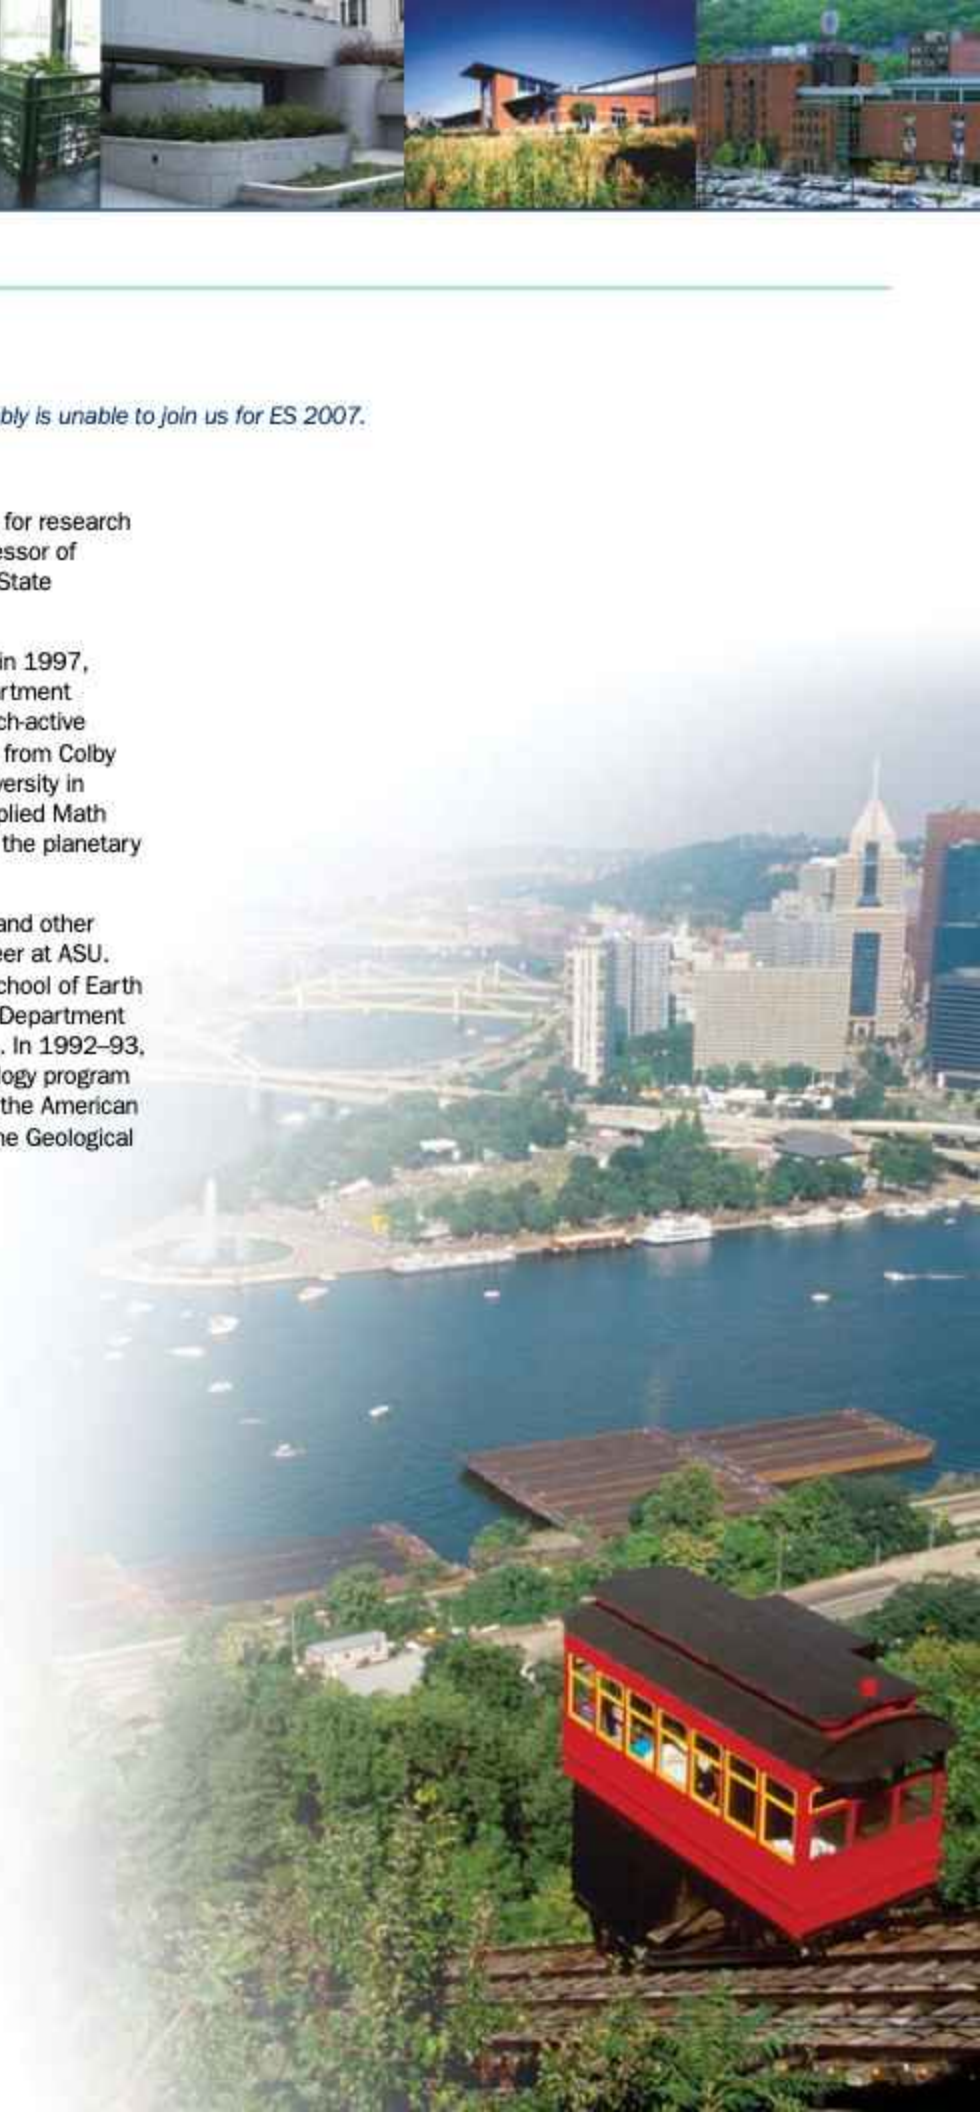 bly is unable to join us for ES 2007.
for research
essor of
State
in 1997,
artment
ch-active
from Colby
versity in
plied Math
the planetary
and other
eer at ASU.
chool of Earth
Department
. In 1992–93,
logy program
the American
he Geological